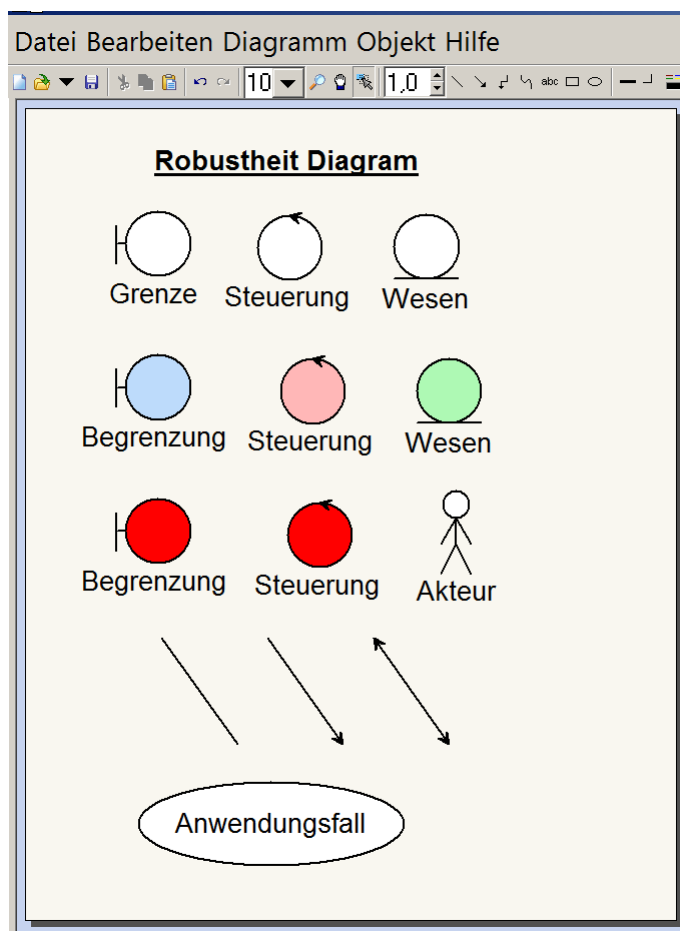 Datei Bearbeiten Diagramm Objekt Hilfe
10 1,0 abc
Robustheit Diagram
Grenze Steuerung Wesen
Begrenzung Steuerung Wesen
Begrenzung Steuerung Akteur
Anwendungsfall